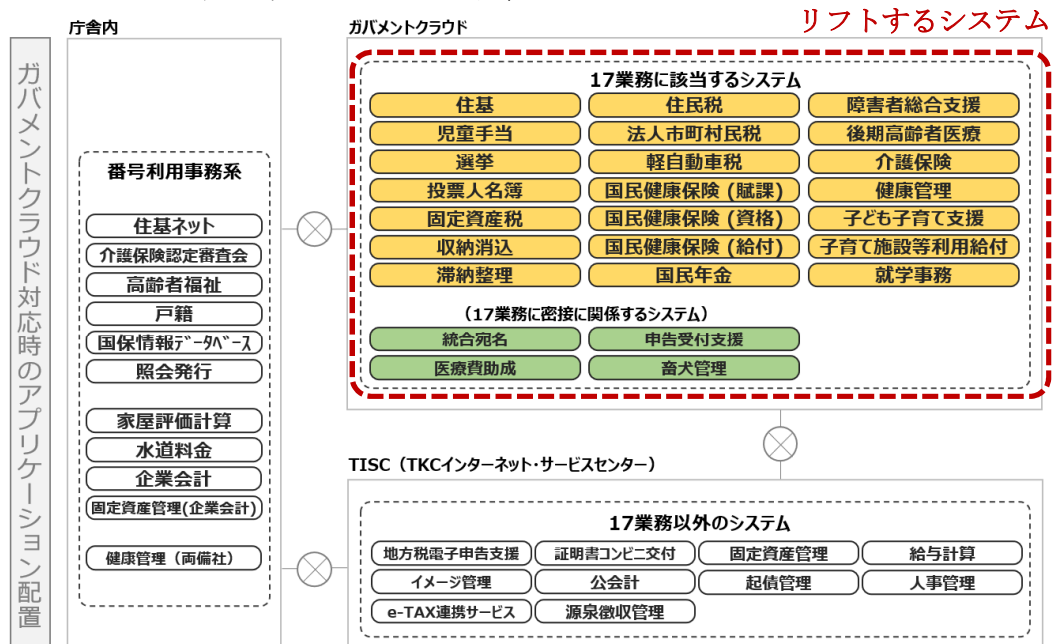 リフトするシステム
ガバメントクラウド対応時のアプリケーション配置
庁舎内
番号利用事務系
住基ネット
介護保険認定審査会
高齢者福祉
戸籍
国保情報ﾃﾞｰﾀﾍﾞｰｽ
照会発行
家屋評価計算
水道料金
企業会計
固定資産管理(企業会計)
健康管理（両備社）
ガバメントクラウド
17業務に該当するシステム
住基 住民税 障害者総合支援
児童手当 法人市町村民税 後期高齢者医療
選挙 軽自動車税 介護保険
投票人名簿 国民健康保険 (賦課) 健康管理
固定資産税 国民健康保険 (資格) 子ども子育て支援
収納消込 国民健康保険 (給付) 子育て施設等利用給付
滞納整理 国民年金 就学事務
（17業務に密接に関係するシステム）
統合宛名 申告受付支援
医療費助成 畜犬管理
TISC（TKCインターネット・サービスセンター）
17業務以外のシステム
地方税電子申告支援 証明書コンビニ交付 固定資産管理 給与計算
イメージ管理 公会計 起債管理 人事管理
e-TAX連携サービス 源泉徴収管理